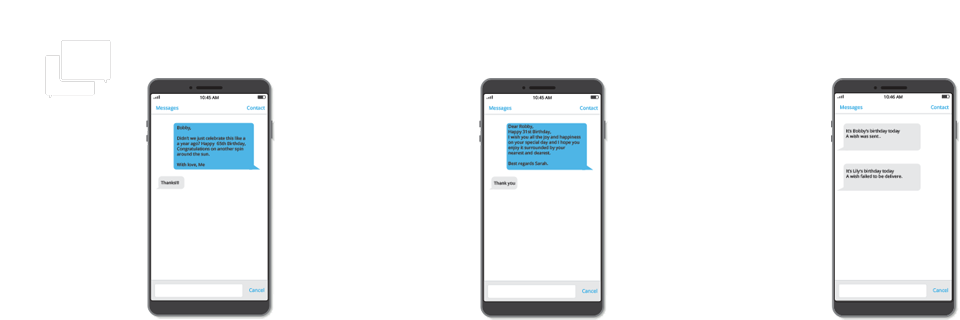 10:45 AM
Messages Contact
Bobby,
Didn't we just celebrate this like a
a year ago? Happy 65th Birthday,
Congratulations on another spin
around the sun.
With love, Me
Thanks!!
Cancel
10:45 AM
Messages Contact
Dear Bobby,
Happy 31st Birthday,
I wish you all the joy and happiness
on your special day and I hope you
enjoy it surrounded by your
nearest and dearest.
Best regards Sarah.
Thank you
Cancel
10:46 AM
Messages Contact
It's Bobby's birthday today
A wish was sent.
It's Lily's birthday today
A wish failed to be delivere.
Cancel